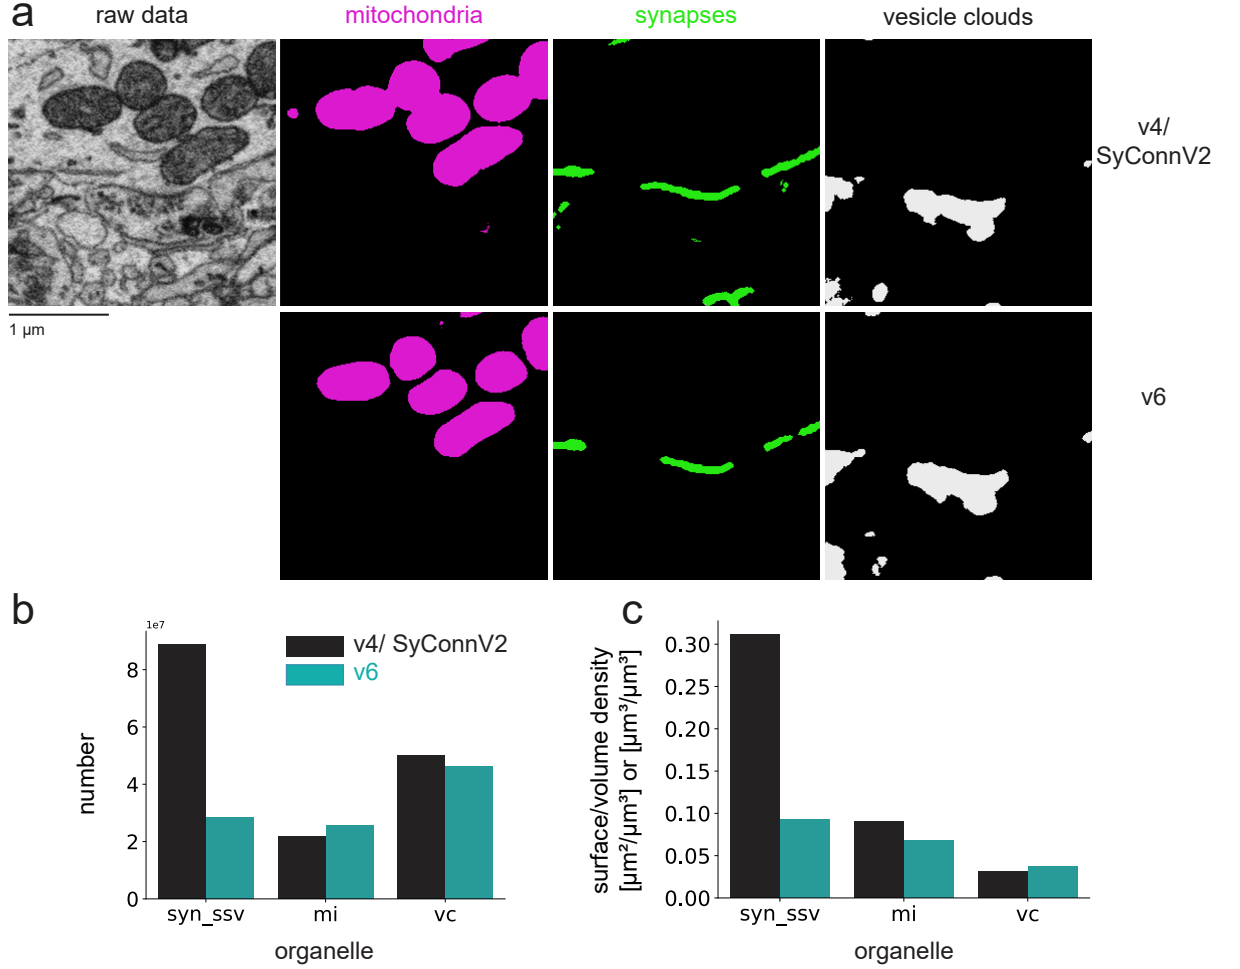 a
raw data
mitochondria
synapses
vesicle clouds
v4/
SyConnV2
1 µm
v6
b
1e7
v4/ SyConnV2
v6
number
8
6
4
2
0
syn_ssv
mi
vc
organelle
c
surface/volume density
[µm²/µm³] or [µm³/µm³]
0.30
0.25
0.20
0.15
0.10
0.05
0.00
syn_ssv
mi
vc
organelle